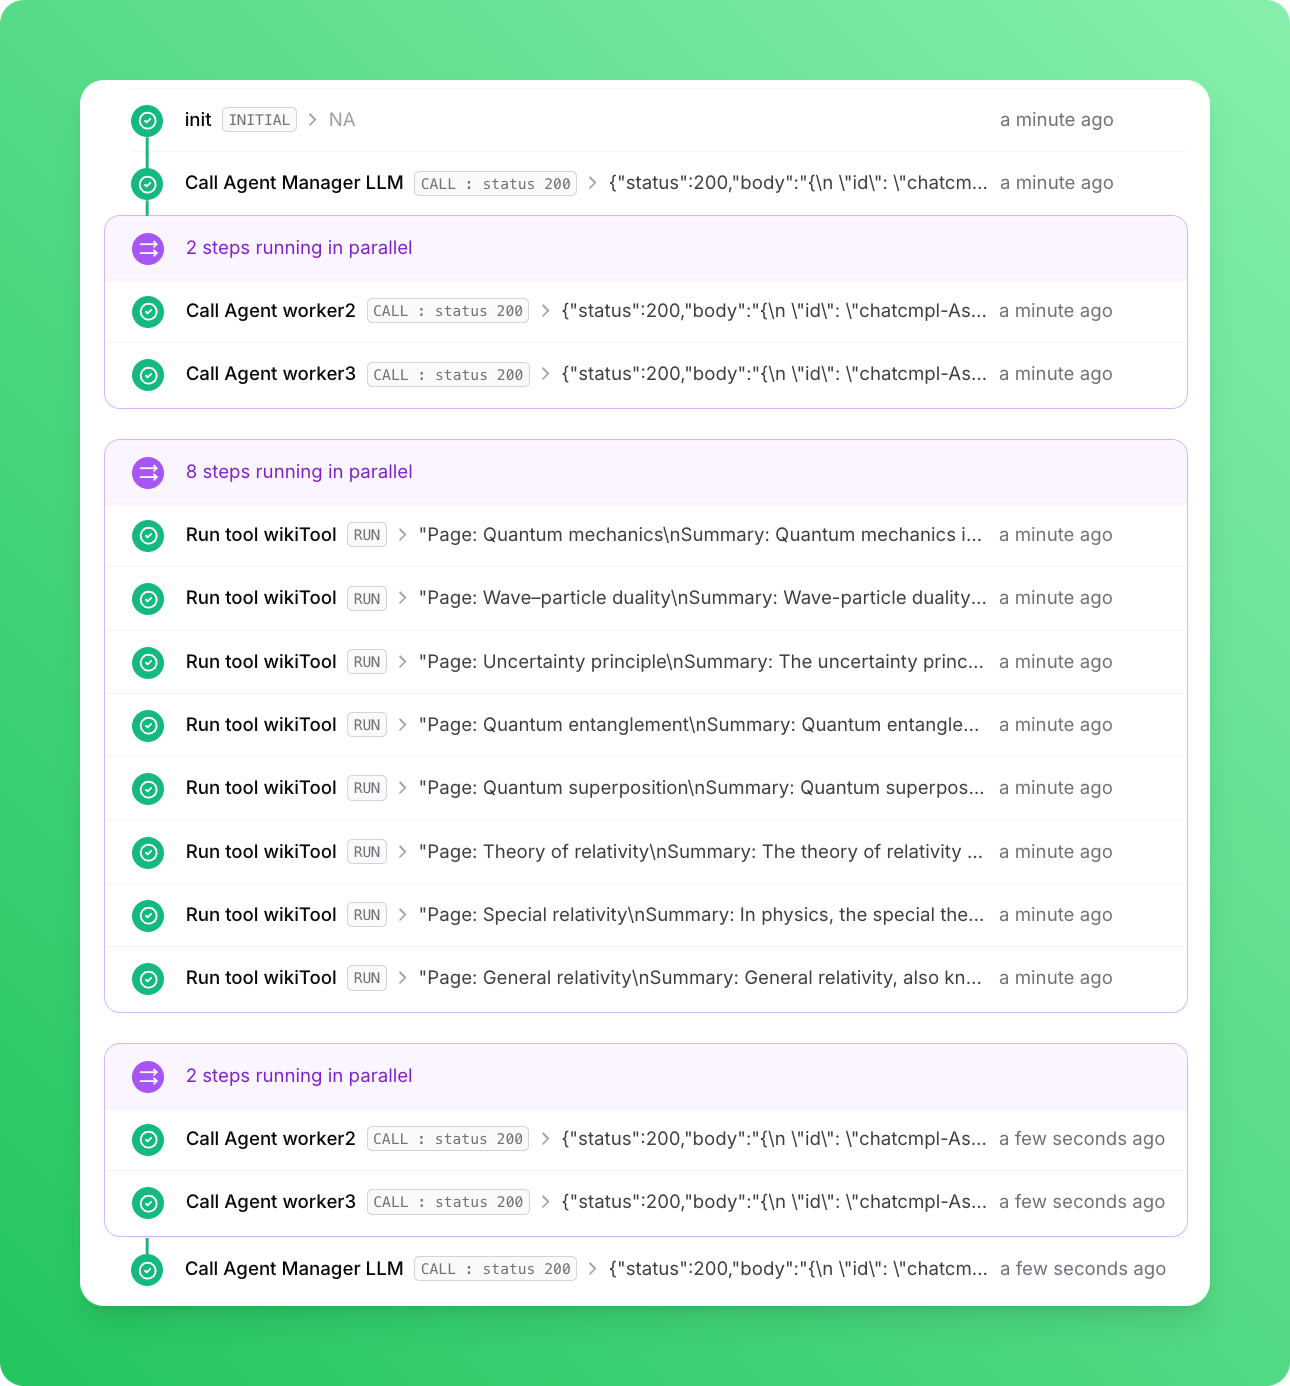 init INITIAL > NA a minute ago
Call Agent Manager LLM CALL : status 200 > {"status":200,"body":"{\n \"id\": \"chatcm... a minute ago
2 steps running in parallel
Call Agent worker2 CALL : status 200 > {"status":200,"body":"{\n \"id\": \"chatcmpl-As... a minute ago
Call Agent worker3 CALL : status 200 > {"status":200,"body":"{\n \"id\": \"chatcmpl-As... a minute ago
8 steps running in parallel
Run tool wikiTool RUN > "Page: Quantum mechanics\nSummary: Quantum mechanics i... a minute ago
Run tool wikiTool RUN > "Page: Wave–particle duality\nSummary: Wave-particle duality... a minute ago
Run tool wikiTool RUN > "Page: Uncertainty principle\nSummary: The uncertainty princ... a minute ago
Run tool wikiTool RUN > "Page: Quantum entanglement\nSummary: Quantum entangle... a minute ago
Run tool wikiTool RUN > "Page: Quantum superposition\nSummary: Quantum superpos... a minute ago
Run tool wikiTool RUN > "Page: Theory of relativity\nSummary: The theory of relativity ... a minute ago
Run tool wikiTool RUN > "Page: Special relativity\nSummary: In physics, the special the... a minute ago
Run tool wikiTool RUN > "Page: General relativity\nSummary: General relativity, also kn... a minute ago
2 steps running in parallel
Call Agent worker2 CALL : status 200 > {"status":200,"body":"{\n \"id\": \"chatcmpl-As... a few seconds ago
Call Agent worker3 CALL : status 200 > {"status":200,"body":"{\n \"id\": \"chatcmpl-As... a few seconds ago
Call Agent Manager LLM CALL : status 200 > {"status":200,"body":"{\n \"id\": \"chatcm... a few seconds ago